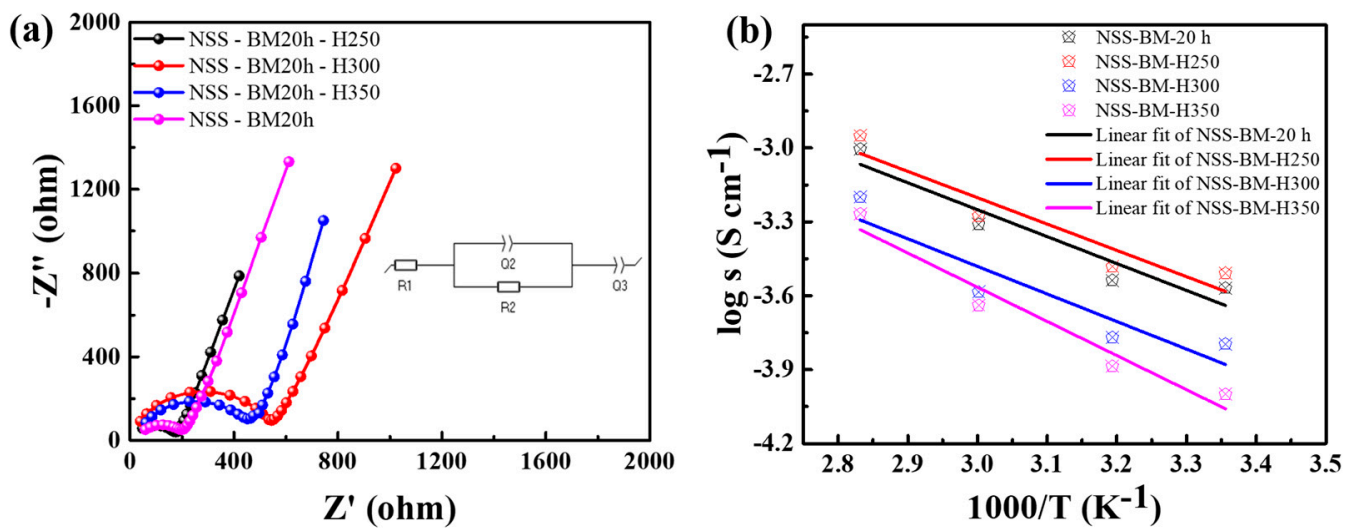 (a)
2000
1600
1200
800
400
0
-Z'' (ohm)
NSS - BM20h - H250
NSS - BM20h - H300
NSS - BM20h - H350
NSS - BM20h
R1
Q2
R2
Q3
0 400 800 1200 1600 2000
Z' (ohm)
(b)
-2.7
-3.0
-3.3
-3.6
-3.9
-4.2
log s (S cm-1)
NSS-BM-20 h
NSS-BM-H250
NSS-BM-H300
NSS-BM-H350
Linear fit of NSS-BM-20 h
Linear fit of NSS-BM-H250
Linear fit of NSS-BM-H300
Linear fit of NSS-BM-H350
2.8 2.9 3.0 3.1 3.2 3.3 3.4 3.5
1000/T (K-1)